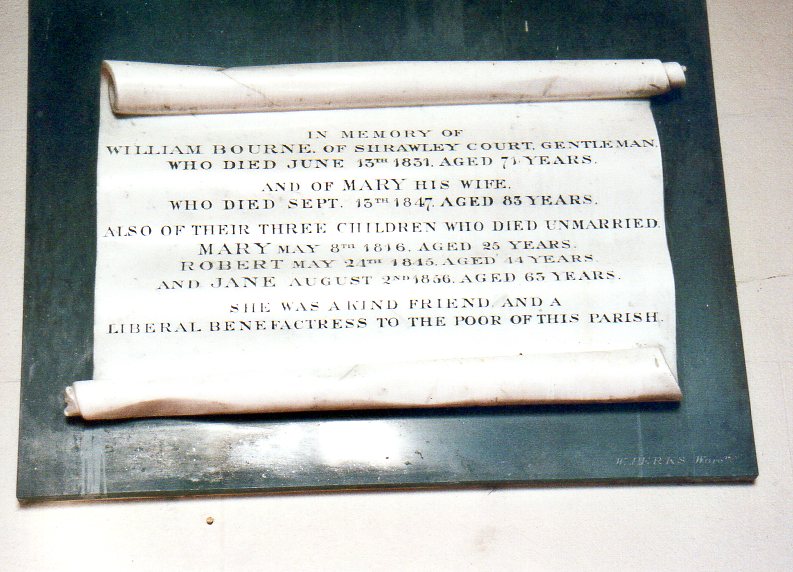 IN MEMORY OF
WILLIAM BOURNE, OF SHRAWLEY COURT, GENTLEMAN,
WHO DIED JUNE 13TH 1831, AGED 71 YEARS.
AND OF MARY HIS WIFE,
WHO DIED SEPT. 13TH 1847, AGED 83 YEARS.
ALSO OF THEIR THREE CHILDREN WHO DIED UNMARRIED.
MARY MAY 8TH 1816, AGED 25 YEARS.
ROBERT MAY 24TH 1845, AGED 44 YEARS.
AND JANE AUGUST 2ND 1856, AGED 63 YEARS.
SHE WAS A KIND FRIEND, AND A
LIBERAL BENEFACTRESS TO THE POOR OF THIS PARISH.
W. PERKS